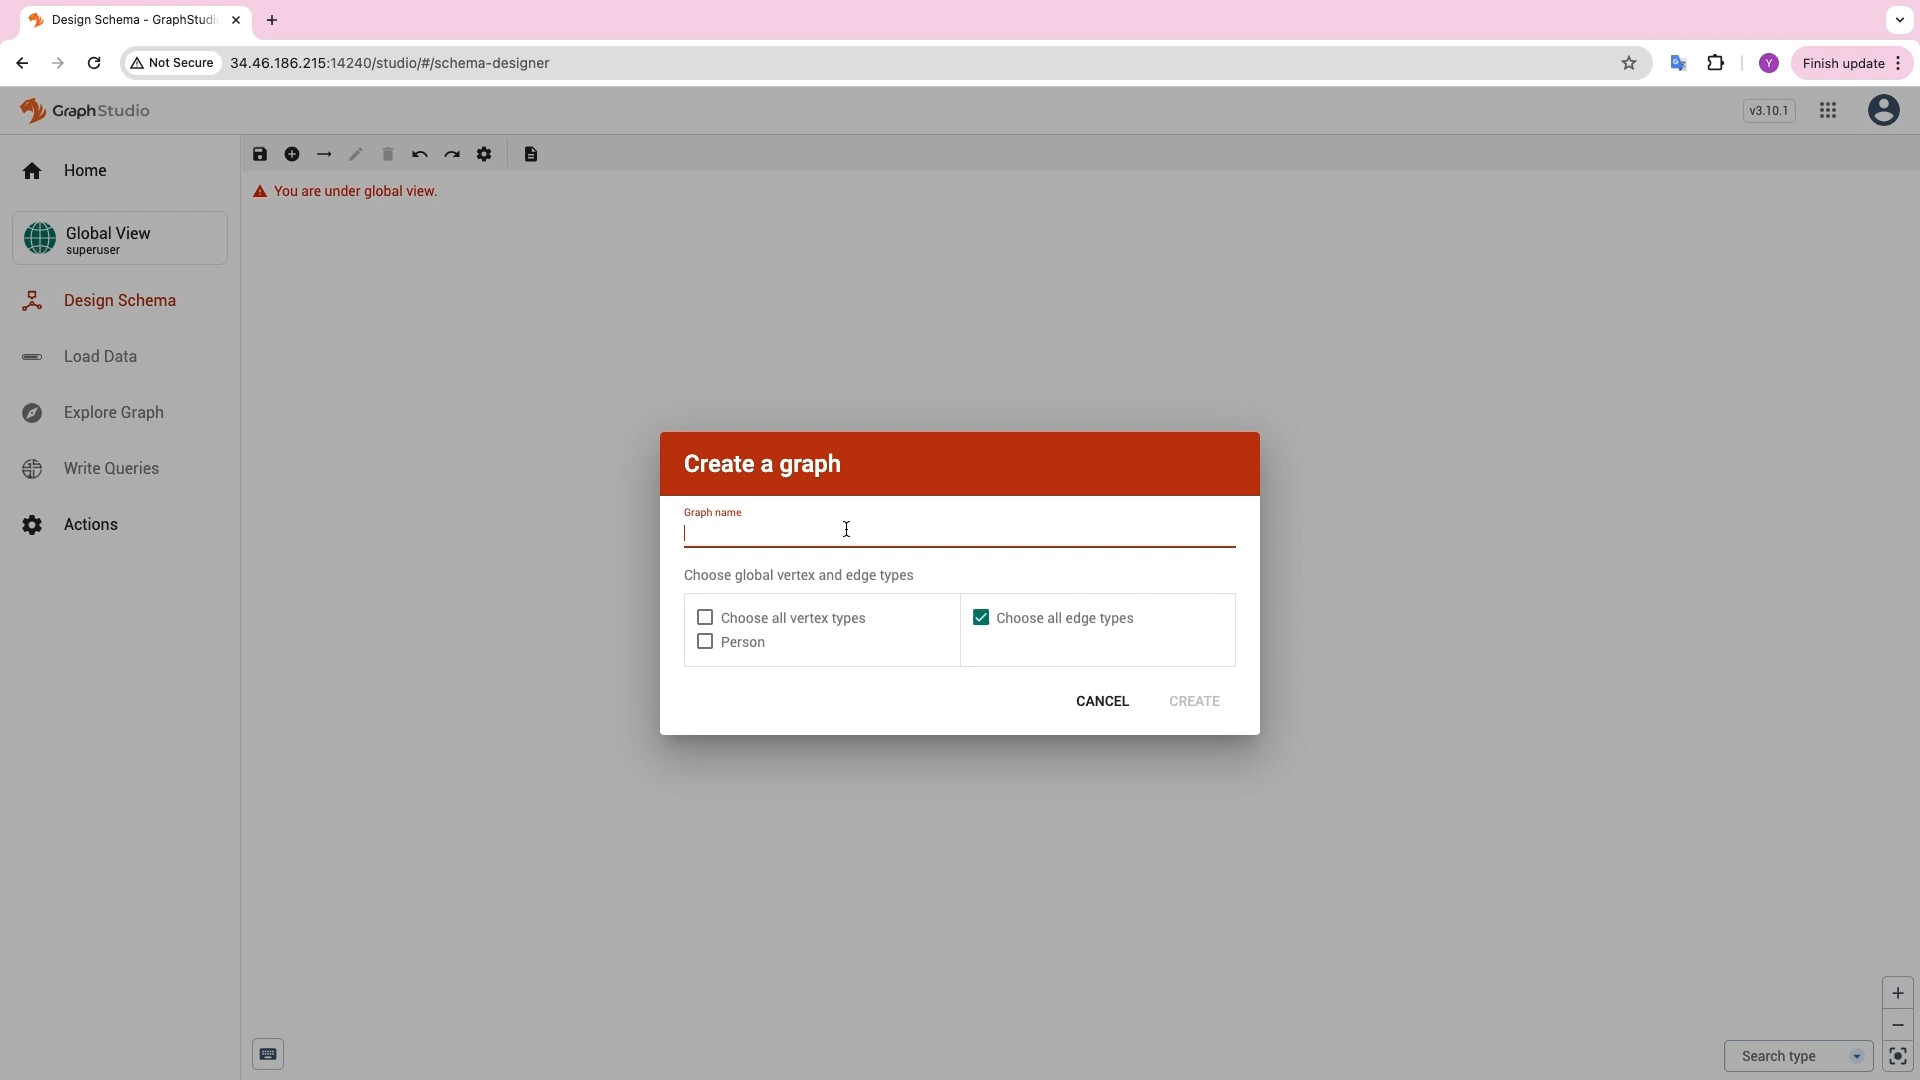 Design Schema - GraphStudi
Not Secure
34.46.186.215:14240/studio/#/schema-designer
Y
Finish update
GraphStudio
v3.10.1
Home
You are under global view.
Global View
superuser
Design Schema
Load Data
Explore Graph
Write Queries
Actions
Create a graph
Graph name
Choose global vertex and edge types
Choose all vertex types
Choose all edge types
Person
CANCEL
CREATE
Search type